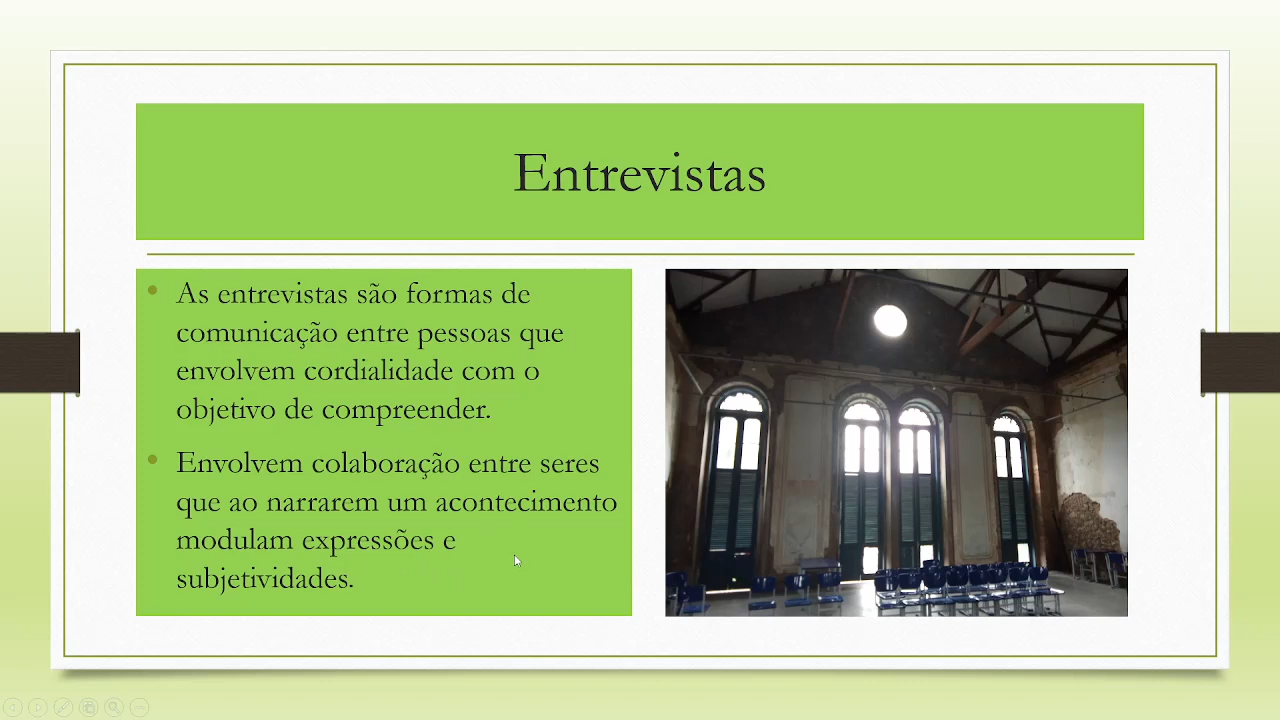 Entrevistas
As entrevistas são formas de
comunicação entre pessoas que
envolvem cordialidade com o
objetivo de compreender.
Envolvem colaboração entre seres
que ao narrarem um acontecimento
modulam expressões e
subjetividades.